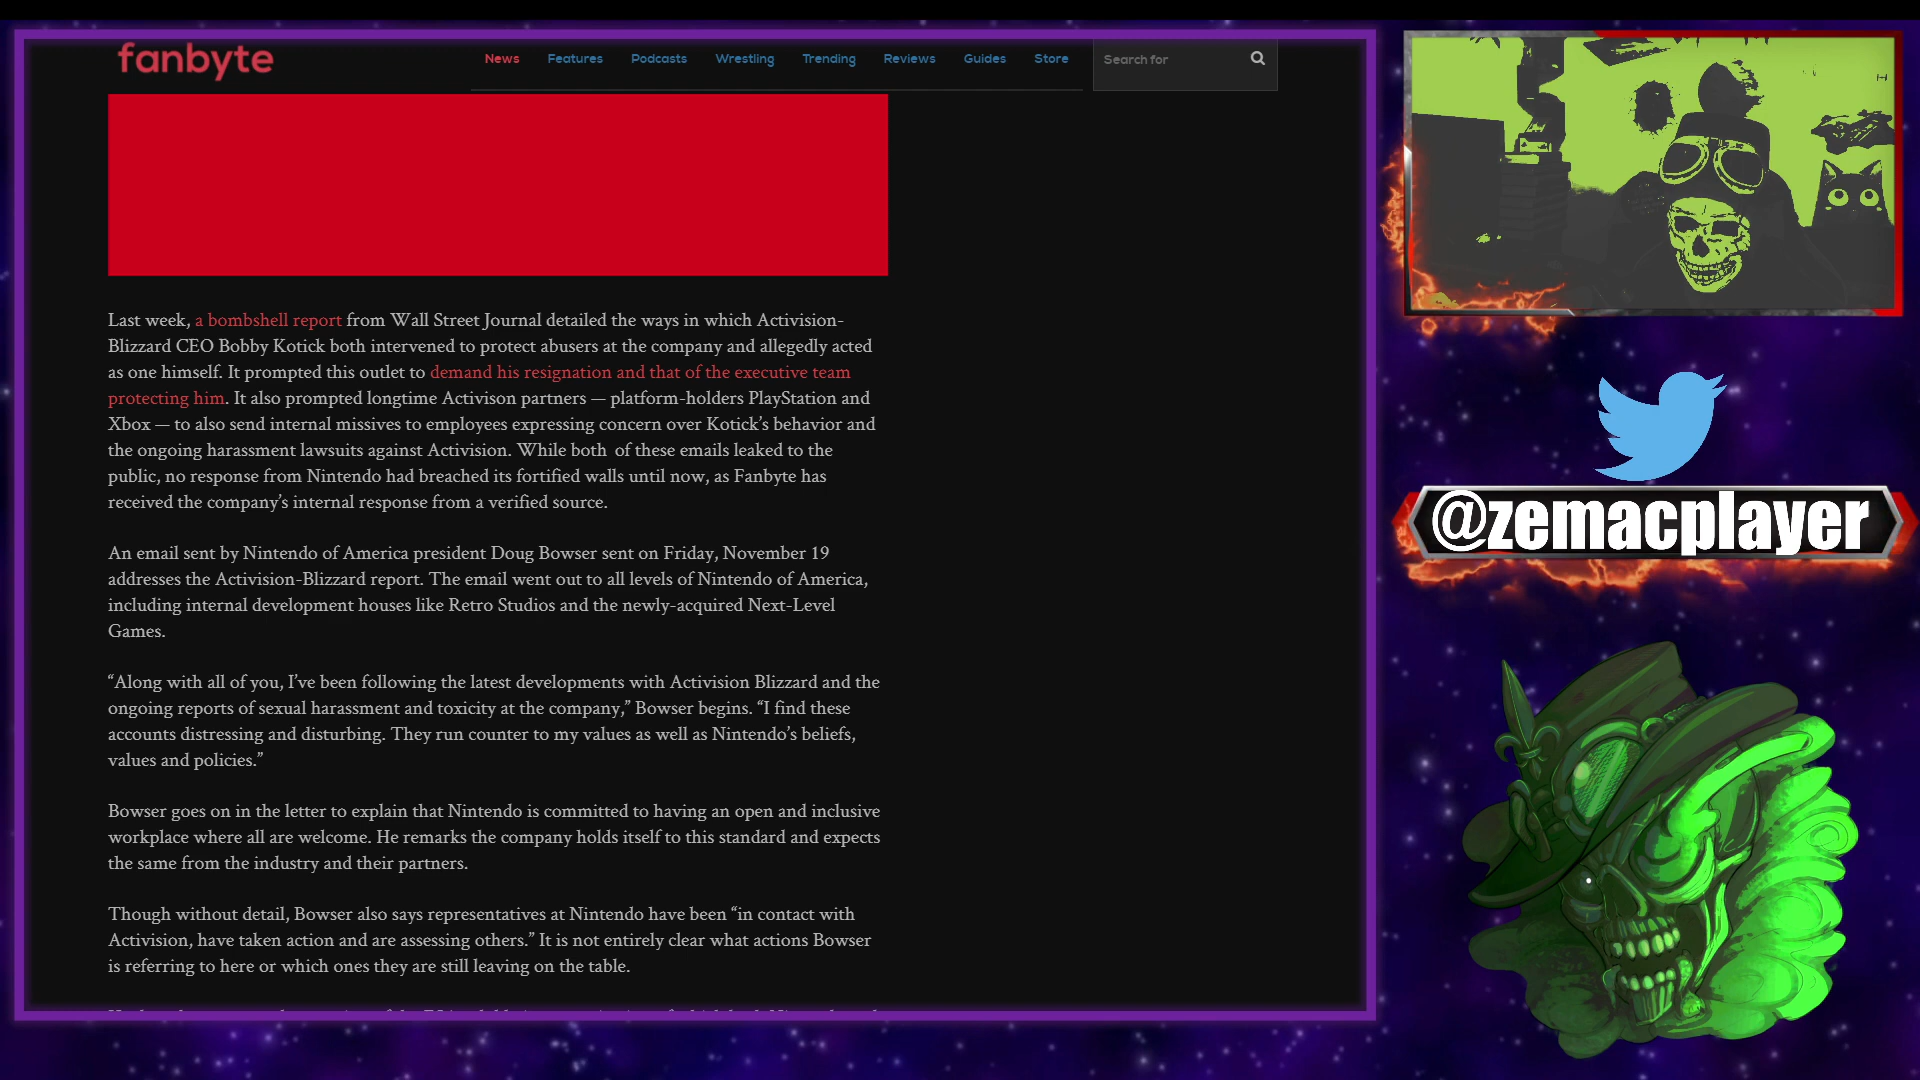 fanbyte
News Features Podcasts Wrestling Trending Reviews Guides Store Search for
Last week, a bombshell report from Wall Street Journal detailed the ways in which Activision-
Blizzard CEO Bobby Kotick both intervened to protect abusers at the company and allegedly acted
as one himself. It prompted this outlet to demand his resignation and that of the executive team
protecting him. It also prompted longtime Activison partners — platform-holders PlayStation and
Xbox — to also send internal missives to employees expressing concern over Kotick’s behavior and
the ongoing harassment lawsuits against Activision. While both of these emails leaked to the
public, no response from Nintendo had breached its fortified walls until now, as Fanbyte has
received the company’s internal response from a verified source.
An email sent by Nintendo of America president Doug Bowser sent on Friday, November 19
addresses the Activision-Blizzard report. The email went out to all levels of Nintendo of America,
including internal development houses like Retro Studios and the newly-acquired Next-Level
Games.
“Along with all of you, I’ve been following the latest developments with Activision Blizzard and the
ongoing reports of sexual harassment and toxicity at the company,” Bowser begins. “I find these
accounts distressing and disturbing. They run counter to my values as well as Nintendo’s beliefs,
values and policies.”
Bowser goes on in the letter to explain that Nintendo is committed to having an open and inclusive
workplace where all are welcome. He remarks the company holds itself to this standard and expects
the same from the industry and their partners.
Though without detail, Bowser also says representatives at Nintendo have been “in contact with
Activision, have taken action and are assessing others.” It is not entirely clear what actions Bowser
is referring to here or which ones they are still leaving on the table.
@zemacplayer